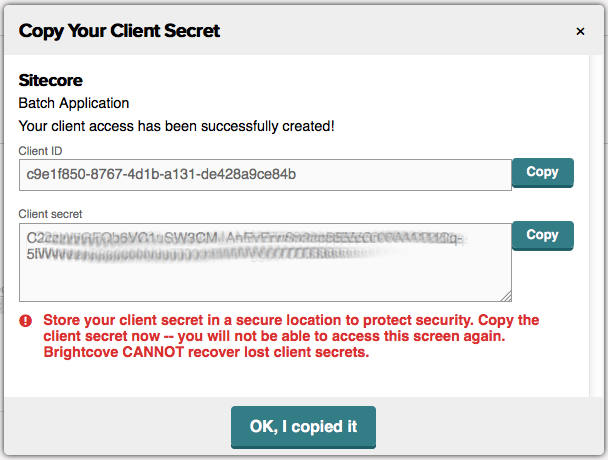 Copy Your Client Secret
×
Sitecore
Batch Application
Your client access has been successfully created!
Client ID
c9e1f850-8767-4d1b-a131-de428a9ce84b
Copy
Client secret
Copy
Store your client secret in a secure location to protect security. Copy the
client secret now -- you will not be able to access this screen again.
Brightcove CANNOT recover lost client secrets.
OK, I copied it